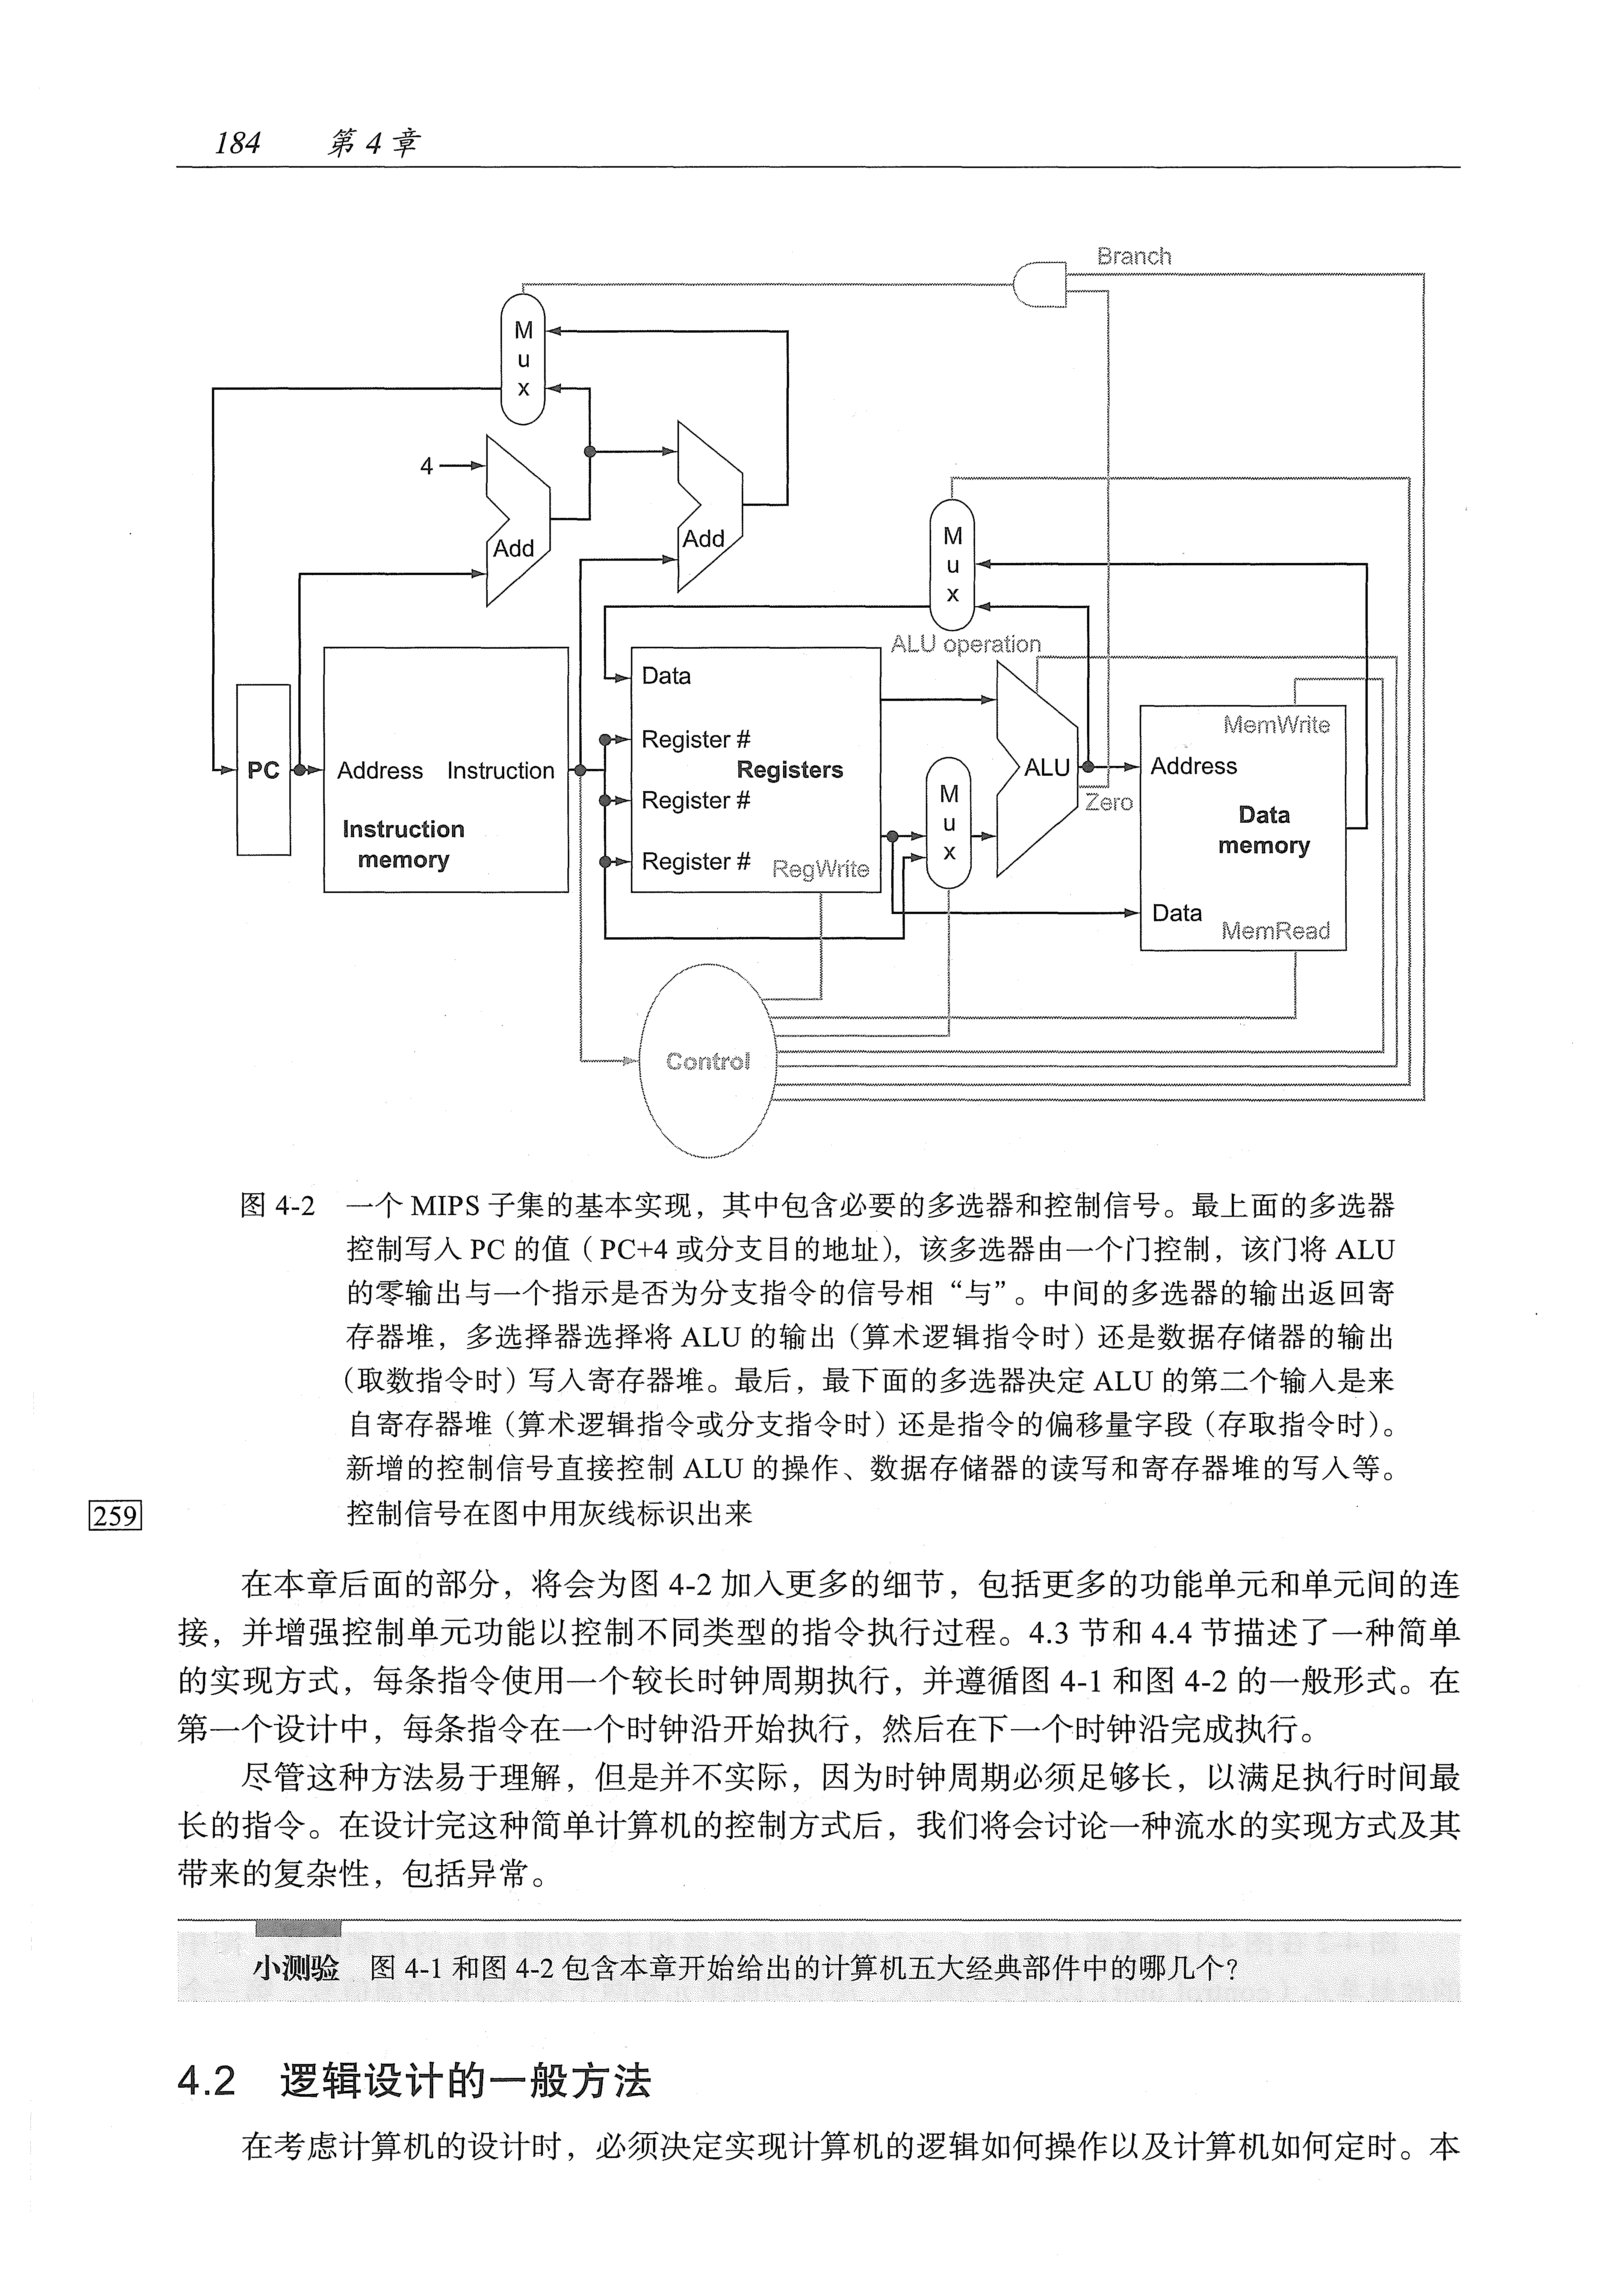 184 第 4 章
Branch
M
u
x
4
Add
Add
M
u
x
ALU operation
Data
Register #
Registers
Register #
Register #
RegWrite
PC
Address Instruction
Instruction
memory
M
u
x
ALU
Zero
MemWrite
Address
Data
memory
Data
MemRead
Control
图 4-2 一个 MIPS 子集的基本实现，其中包含必要的多选器和控制信号。最上面的多选器
控制写入 PC 的值（PC+4 或分支目的地址），该多选器由一个门控制，该门将 ALU
的零输出与一个指示是否为分支指令的信号相“与”。中间的多选器的输出返回寄
存器堆，多选择器选择将 ALU 的输出（算术逻辑指令时）还是数据存储器的输出
（取数指令时）写入寄存器堆。最后，最下面的多选器决定 ALU 的第二个输入是来
自寄存器堆（算术逻辑指令或分支指令时）还是指令的偏移量字段（存取指令时）。
新增的控制信号直接控制 ALU 的操作、数据存储器的读写和寄存器堆的写入等。
259 控制信号在图中用灰线标识出来
在本章后面的部分，将会为图 4-2 加入更多的细节，包括更多的功能单元和单元间的连
接，并增强控制单元功能以控制不同类型的指令执行过程。4.3 节和 4.4 节描述了一种简单
的实现方式，每条指令使用一个较长时钟周期执行，并遵循图 4-1 和图 4-2 的一般形式。在
第一个设计中，每条指令在一个时钟沿开始执行，然后在下一个时钟沿完成执行。
尽管这种方法易于理解，但是并不实际，因为时钟周期必须足够长，以满足执行时间最
长的指令。在设计完这种简单计算机的控制方式后，我们将会讨论一种流水的实现方式及其
带来的复杂性，包括异常。
小测验 图 4-1 和图 4-2 包含本章开始给出的计算机五大经典部件中的哪几个？
4.2 逻辑设计的一般方法
在考虑计算机的设计时，必须决定实现计算机的逻辑如何操作以及计算机如何定时。本